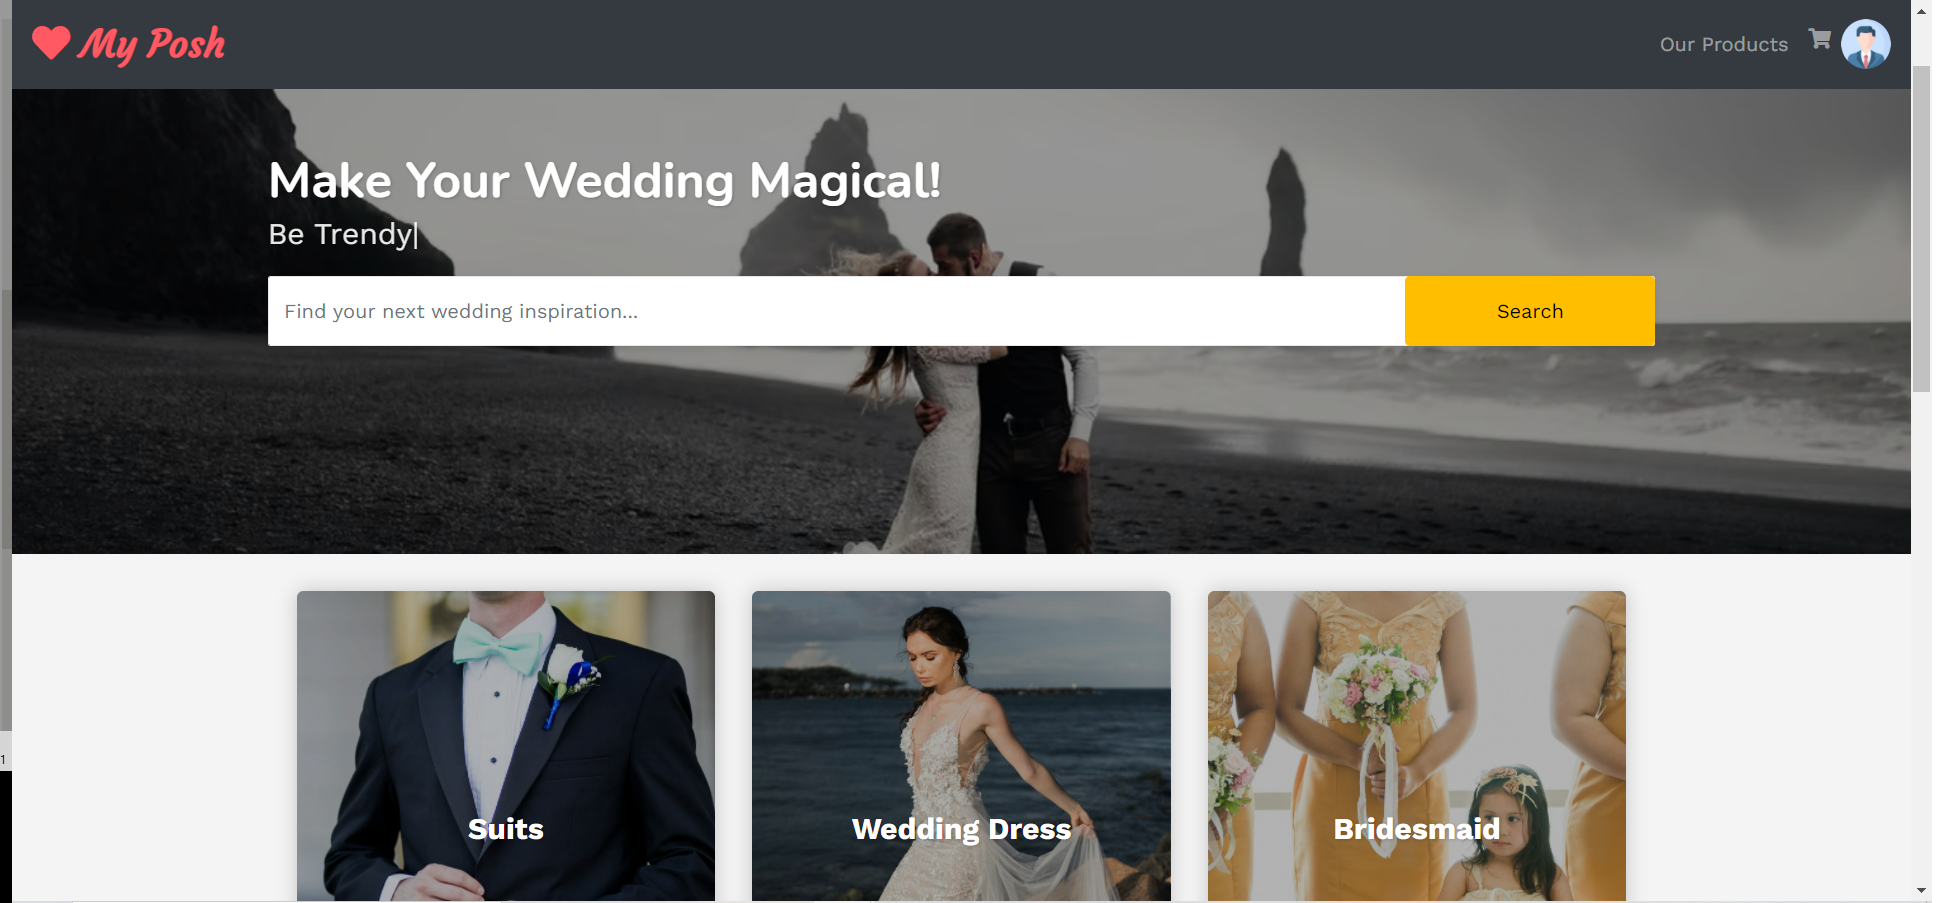 My Posh
Our Products
Make Your Wedding Magical!
Be Trendy|
Find your next wedding inspiration...
Search
1
Suits
Wedding Dress
Bridesmaid